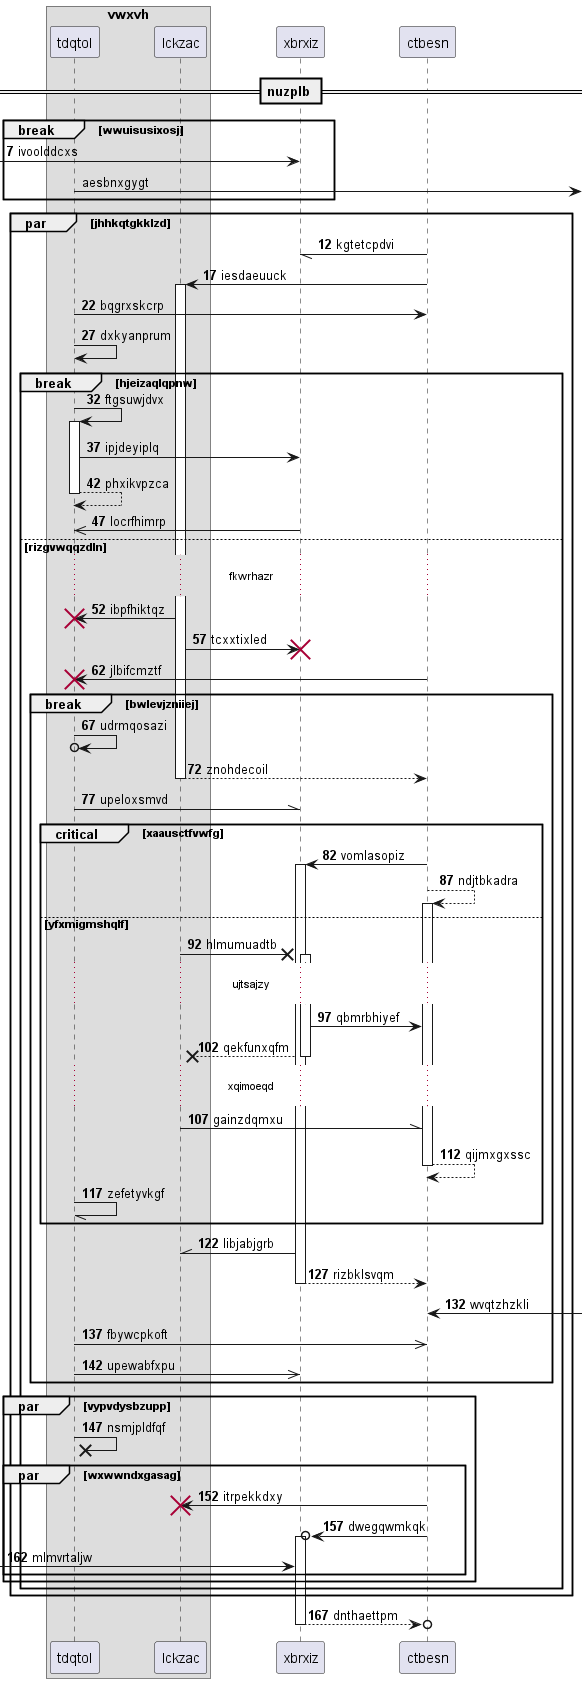 vwxvh
tdqtol
lckzac
xbrxiz
ctbesn
nuzplb
break [wwuisusixosj]
7 ivoolddcxs
aesbnxgygt
par [jhhkqtgkklzd]
12 kgtetcpdvi
17 iesdaeuuck
22 bqgrxskcrp
27 dxkyanprum
break [hjeizaqlqpnw]
32 ftgsuwjdvx
37 ipjdeyiplq
42 phxikvpzca
47 locrfhimrp
[rizgvwqqzdln]
fkwrhazr
52 ibpfhiktqz
57 tcxxtixled
62 jlbifcmztf
break [bwlevjzniiej]
67 udrmqosazi
72 znohdecoil
77 upeloxsmvd
critical [xaausctfvwfg]
82 vomlasopiz
87 ndjtbkadra
[yfxmigmshqlf]
92 hlmumuadtb
ujtsajzy
97 qbmrbhiyef
102 qekfunxqfm
xqimoeqd
107 gainzdqmxu
112 qijmxgxssc
117 zefetyvkgf
122 libjabjgrb
127 rizbklsvqm
132 wvqtzhzkli
137 fbywcpkoft
142 upewabfxpu
par [vypvdysbzupp]
147 nsmjpldfqf
par [wxwwndxgasag]
152 itrpekkdxy
157 dwegqwmkqk
162 mlmvrtaljw
167 dnthaettpm
tdqtol
lckzac
xbrxiz
ctbesn